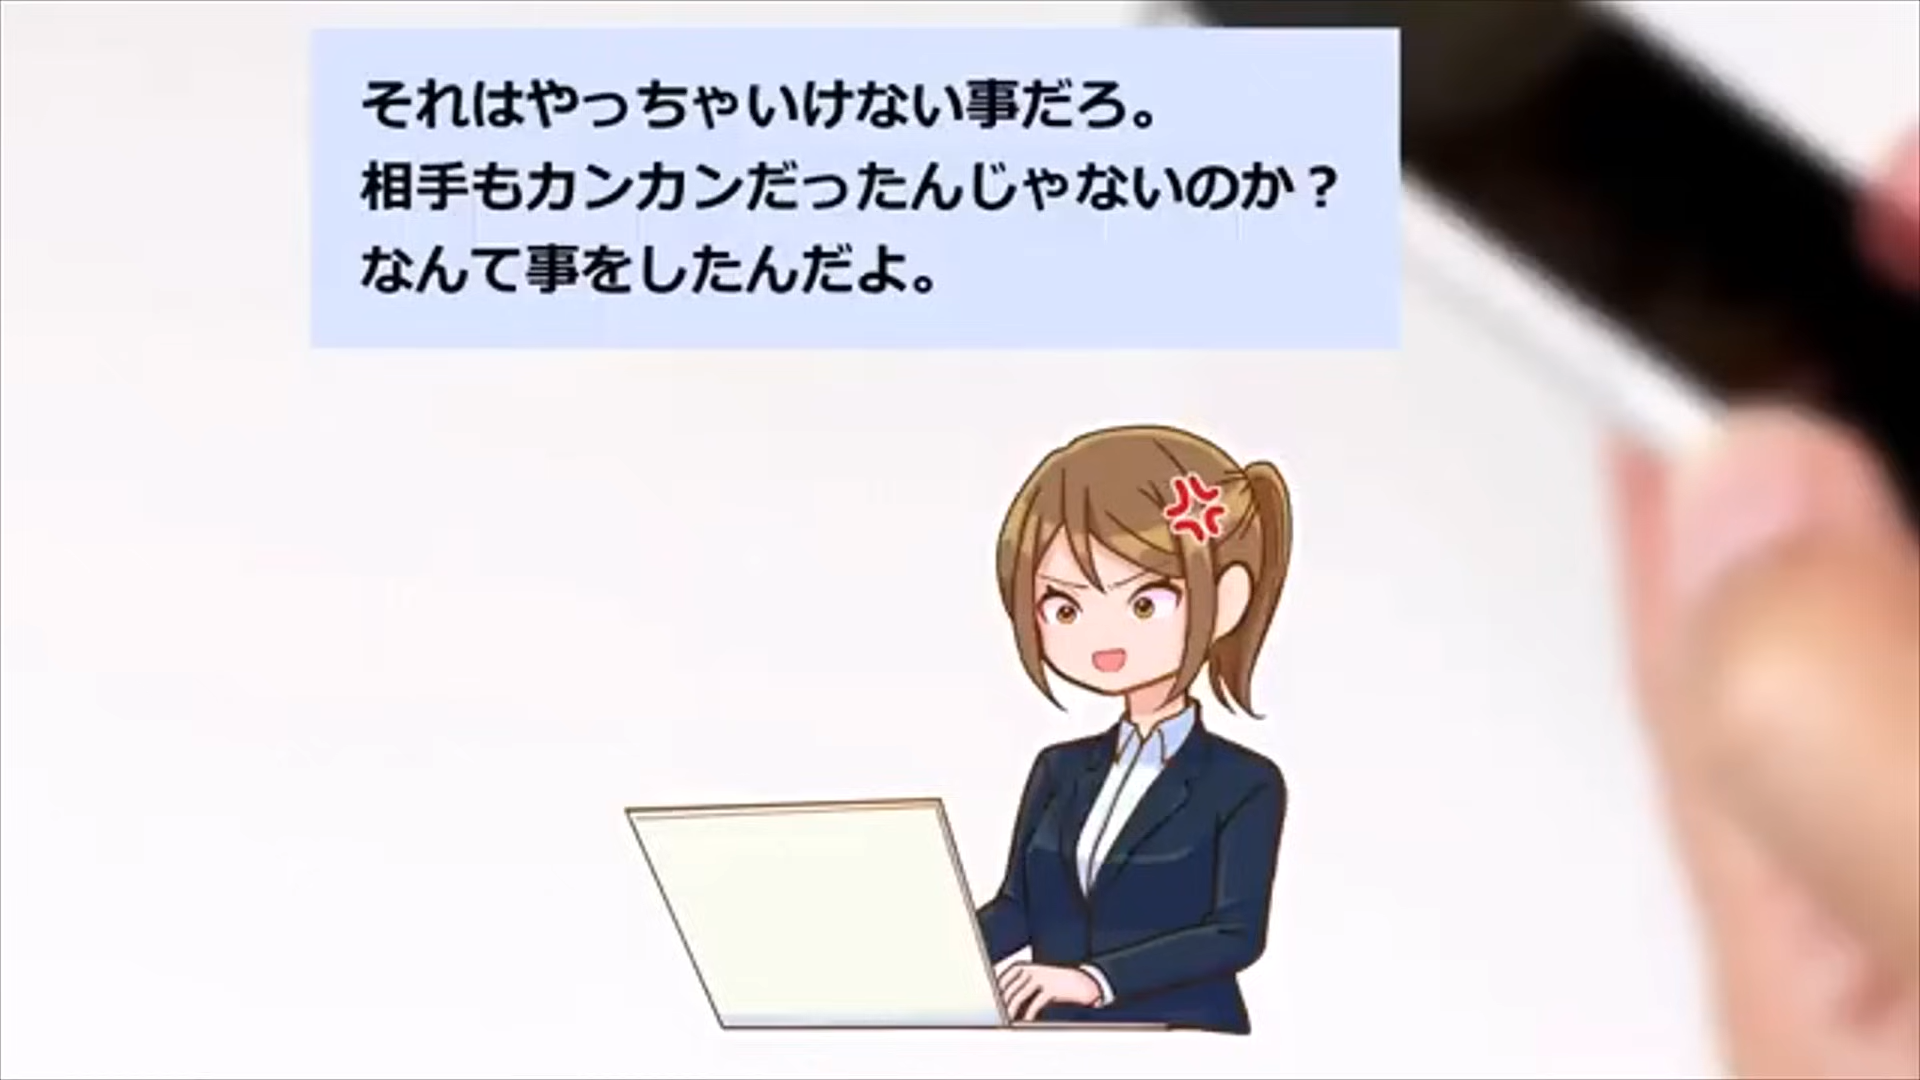 それはやっちゃいけない事だろ。
相手もカンカンだったんじゃないのか？
なんて事をしたんだよ。